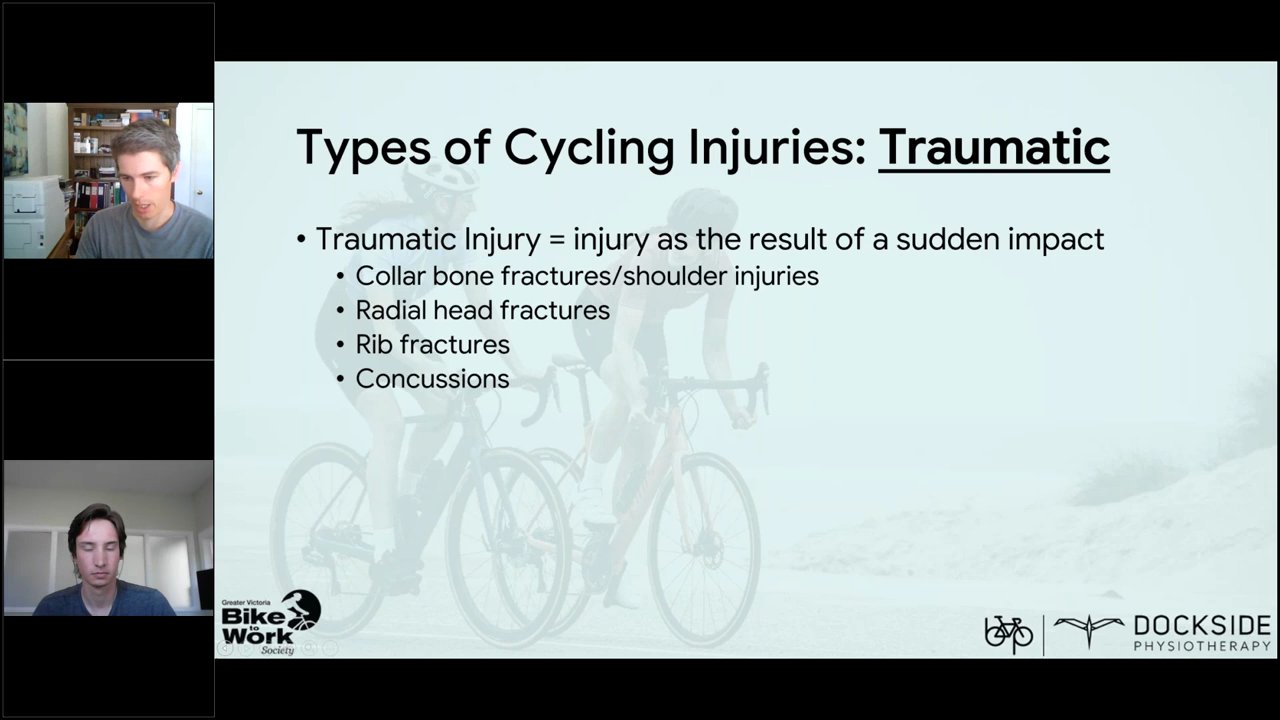 Types of Cycling Injuries: Traumatic
• Traumatic Injury = injury as the result of a sudden impact
• Collar bone fractures/shoulder injuries
• Radial head fractures
• Rib fractures
• Concussions
Greater Victoria
Bike
to
Work
Society
DOCKSIDE
PHYSIOTHERAPY